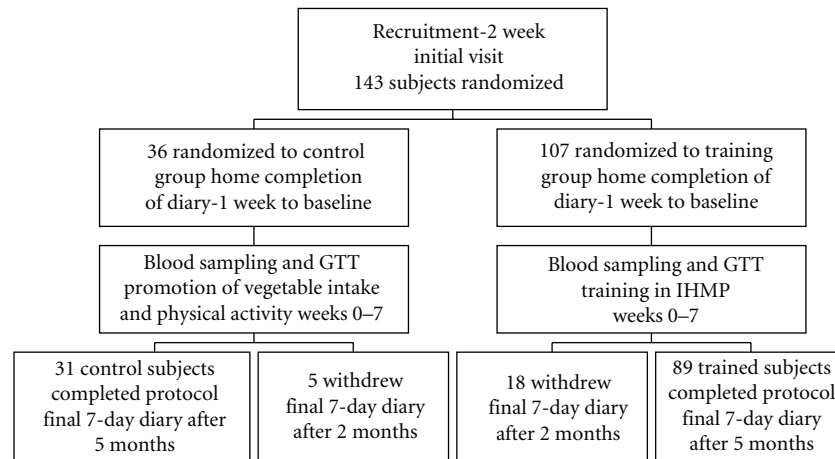 Recruitment-2 week
initial visit
143 subjects randomized
36 randomized to control
group home completion
of diary-1 week to baseline
107 randomized to training
group home completion of
diary-1 week to baseline
Blood sampling and GTT
promotion of vegetable intake
and physical activity weeks 0–7
Blood sampling and GTT
training in IHMP
weeks 0–7
31 control subjects
completed protocol
final 7-day diary after
5 months
5 withdrew
final 7-day diary
after 2 months
18 withdrew
final 7-day diary
after 2 months
89 trained subjects
completed protocol
final 7-day diary
after 5 months